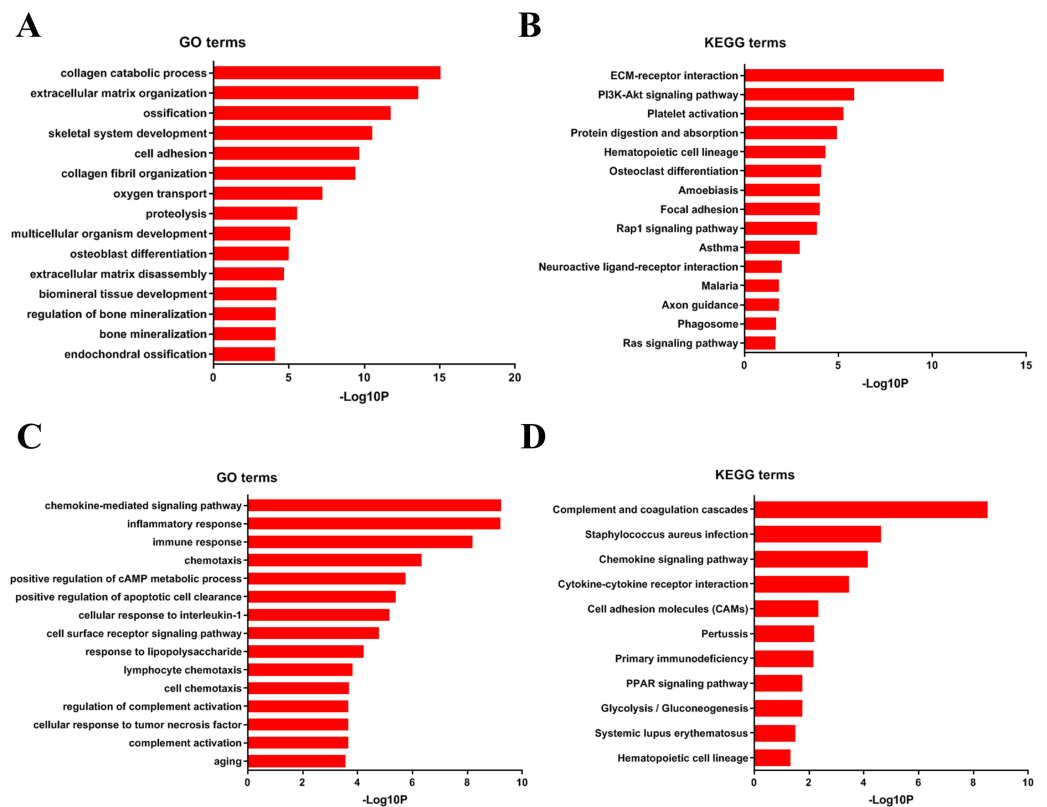 A
GO terms
collagen catabolic process
extracellular matrix organization
ossification
skeletal system development
cell adhesion
collagen fibril organization
oxygen transport
proteolysis
multicellular organism development
osteoblast differentiation
extracellular matrix disassembly
biomineral tissue development
regulation of bone mineralization
bone mineralization
endochondral ossification
0 5 10 15 20
-Log10P
B
KEGG terms
ECM-receptor interaction
PI3K-Akt signaling pathway
Platelet activation
Protein digestion and absorption
Hematopoietic cell lineage
Osteoclast differentiation
Amoebiasis
Focal adhesion
Rap1 signaling pathway
Asthma
Neuroactive ligand-receptor interaction
Malaria
Axon guidance
Phagosome
Ras signaling pathway
0 5 10 15
-Log10P
C
GO terms
chemokine-mediated signaling pathway
inflammatory response
immune response
chemotaxis
positive regulation of cAMP metabolic process
positive regulation of apoptotic cell clearance
cellular response to interleukin-1
cell surface receptor signaling pathway
response to lipopolysaccharide
lymphocyte chemotaxis
cell chemotaxis
regulation of complement activation
cellular response to tumor necrosis factor
complement activation
aging
0 2 4 6 8 10
-Log10P
D
KEGG terms
Complement and coagulation cascades
Staphylococcus aureus infection
Chemokine signaling pathway
Cytokine-cytokine receptor interaction
Cell adhesion molecules (CAMs)
Pertussis
Primary immunodeficiency
PPAR signaling pathway
Glycolysis / Gluconeogenesis
Systemic lupus erythematosus
Hematopoietic cell lineage
0 2 4 6 8 10
-Log10P